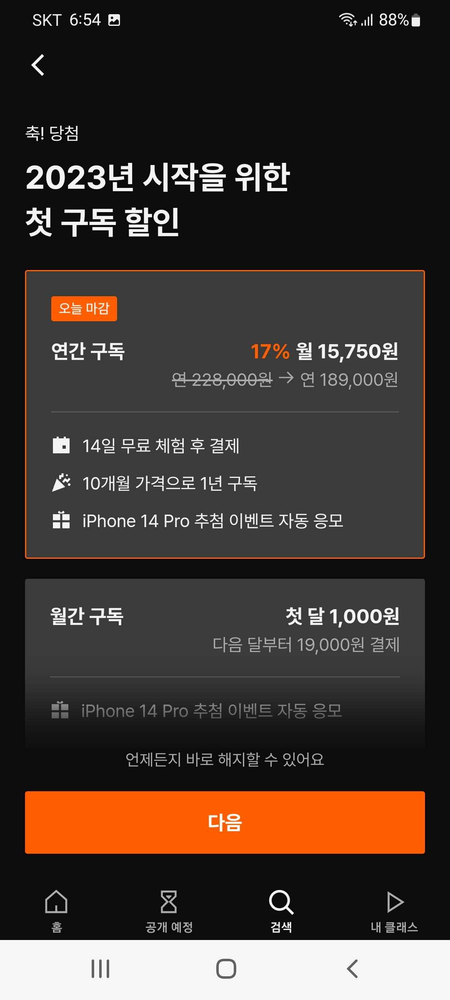 SKT 6:54 88%
축! 당첨
2023년 시작을 위한
첫 구독 할인
오늘 마감
연간 구독 17% 월 15,750원
연 228,000원 → 연 189,000원
14일 무료 체험 후 결제
10개월 가격으로 1년 구독
iPhone 14 Pro 추첨 이벤트 자동 응모
월간 구독 첫 달 1,000원
다음 달부터 19,000원 결제
iPhone 14 Pro 추첨 이벤트 자동 응모
언제든지 바로 해지할 수 있어요
다음
홈 공개 예정 검색 내 클래스